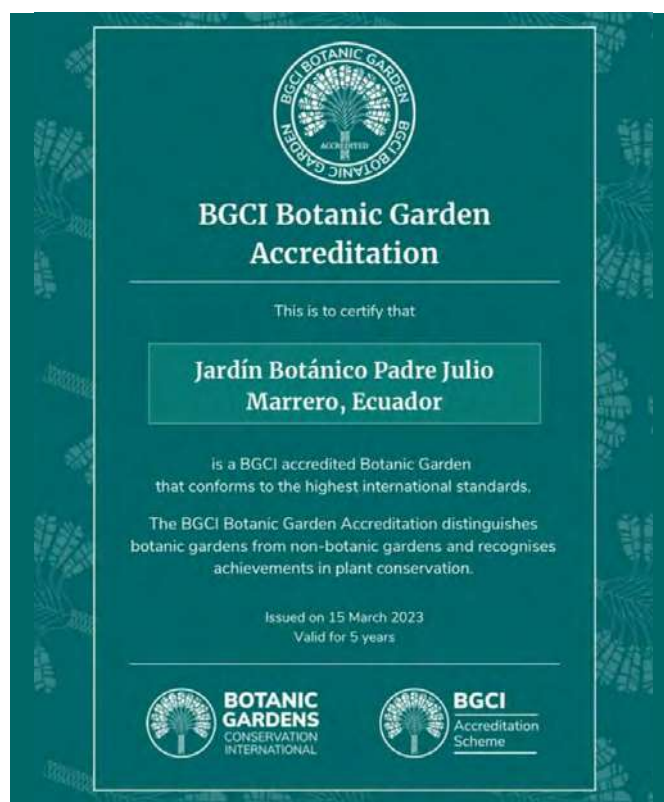 BGCI BOTANIC GARDEN
BGCI BOTANIC GARDEN
ACCREDITED
BGCI Botanic Garden
Accreditation
This is to certify that
Jardín Botánico Padre Julio
Marrero, Ecuador
is a BGCI accredited Botanic Garden
that conforms to the highest international standards.
The BGCI Botanic Garden Accreditation distinguishes
botanic gardens from non-botanic gardens and recognises
achievements in plant conservation.
Issued on 15 March 2023
Valid for 5 years
BOTANIC
GARDENS
CONSERVATION
INTERNATIONAL
BGCI
Accreditation
Scheme